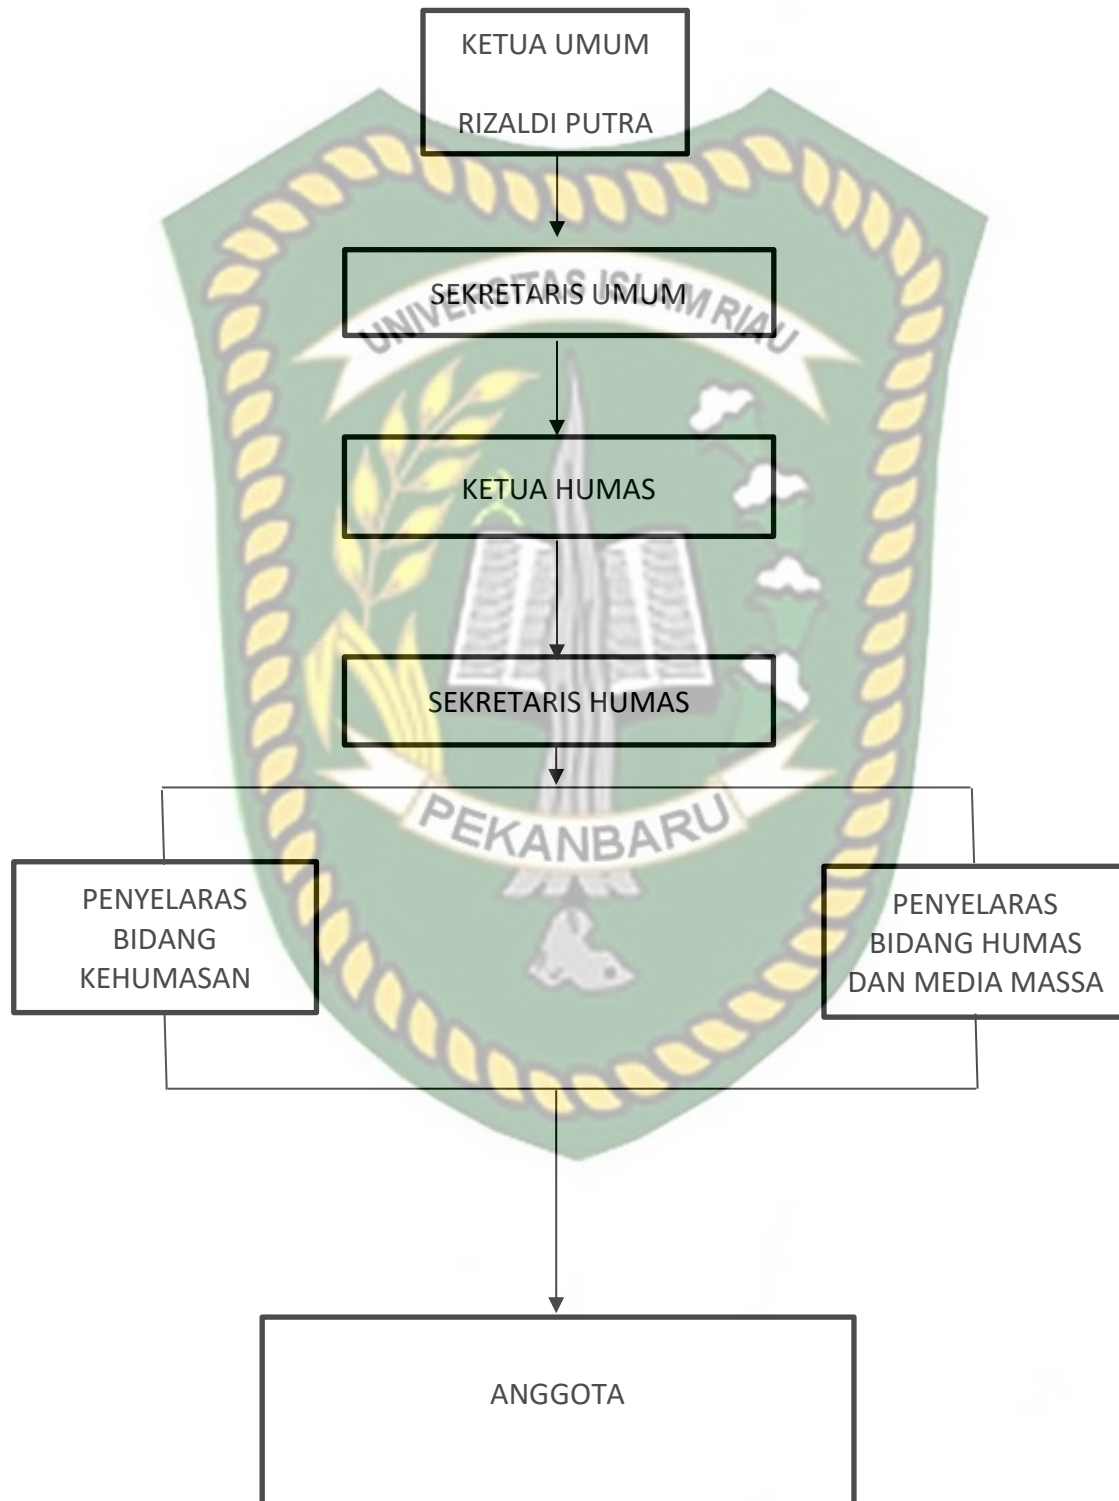 KETUA UMUM
RIZALDI PUTRA
UNIVERSITAS ISLAM RIAU
SEKRETARIS UMUM
KETUA HUMAS
SEKRETARIS HUMAS
PEKANBARU
PENYELARAS
BIDANG
KEHUMASAN
PENYELARAS
BIDANG HUMAS
DAN MEDIA MASSA
ANGGOTA